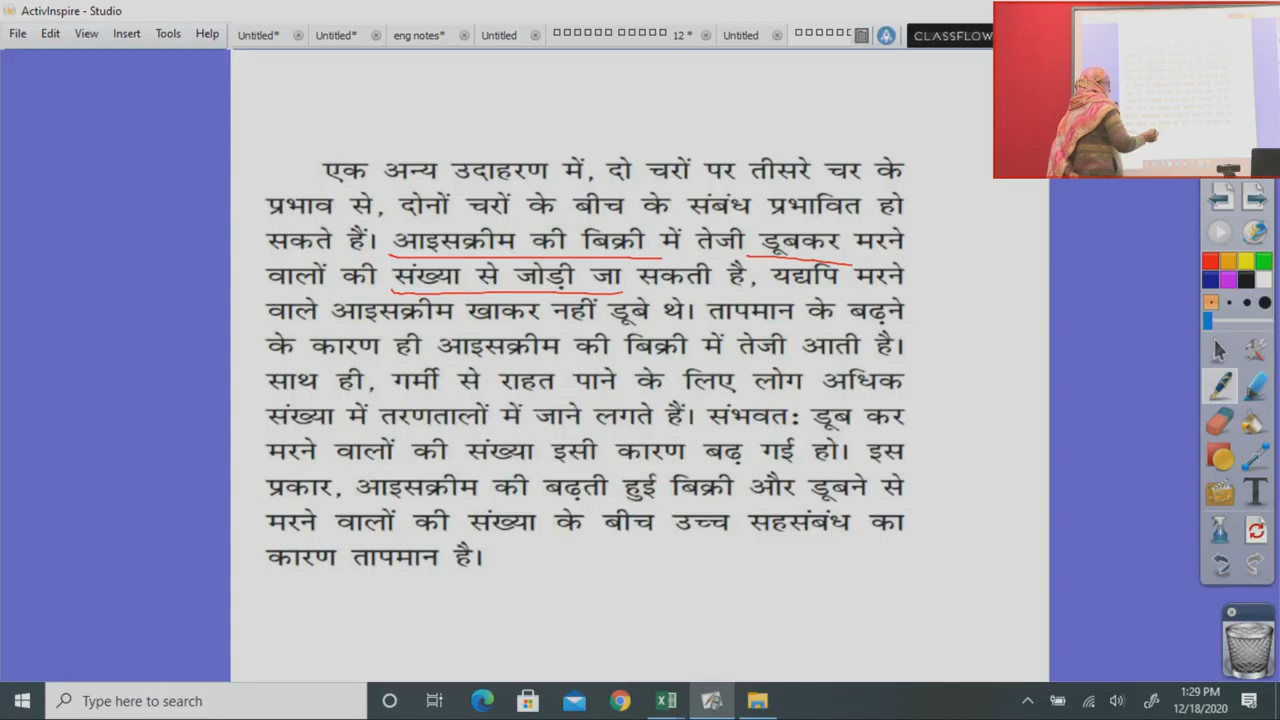 ActivInspire - Studio
File Edit View Insert Tools Help Untitled* Untitled* eng notes* Untitled 12 * Untitled CLASSFLOW
एक अन्य उदाहरण में, दो चरों पर तीसरे चर के
प्रभाव से, दोनों चरों के बीच के संबंध प्रभावित हो
सकते हैं। आइसक्रीम की बिक्री में तेजी डूबकर मरने
वालों की संख्या से जोड़ी जा सकती है, यद्यपि मरने
वाले आइसक्रीम खाकर नहीं डूबे थे। तापमान के बढ़ने
के कारण ही आइसक्रीम की बिक्री में तेजी आती है।
साथ ही, गर्मी से राहत पाने के लिए लोग अधिक
संख्या में तरणतालों में जाने लगते हैं। संभवत: डूब कर
मरने वालों की संख्या इसी कारण बढ़ गई हो। इस
प्रकार, आइसक्रीम की बढ़ती हुई बिक्री और डूबने से
मरने वालों की संख्या के बीच उच्च सहसंबंध का
कारण तापमान है।
Type here to search
1:29 PM
12/18/2020